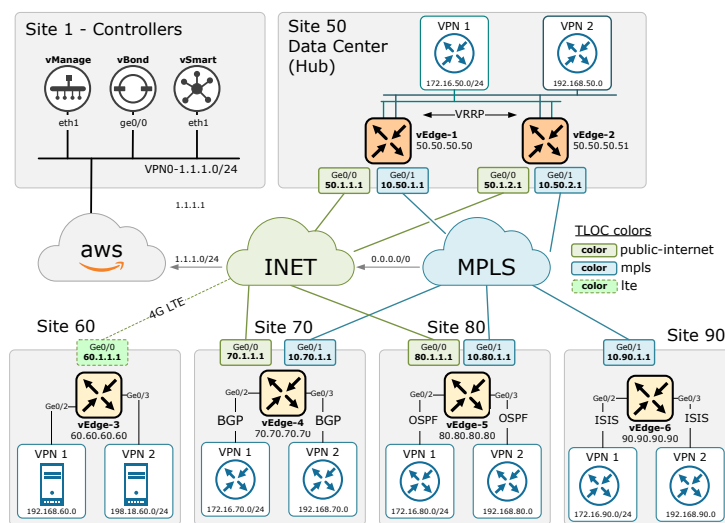 Site 1 - Controllers
vManage
vBond
vSmart
eth1
ge0/0
eth1
VPN0-1.1.1.0/24
Site 50
Data Center
(Hub)
VPN 1
172.16.50.0/24
VPN 2
192.168.50.0
VRRP
vEdge-1
50.50.50.50
vEdge-2
50.50.50.51
Ge0/0
50.1.1.1
Ge0/1
10.50.1.1
Ge0/0
50.1.2.1
Ge0/1
10.50.2.1
1.1.1.1
aws
1.1.1.0/24
INET
0.0.0.0/0
MPLS
TLOC colors
color public-internet
color mpls
color lte
4G LTE
Site 60
Ge0/0
60.1.1.1
Ge0/2
Ge0/3
vEdge-3
60.60.60.60
VPN 1
192.168.60.0
VPN 2
198.18.60.0/24
Site 70
Ge0/0
70.1.1.1
Ge0/1
10.70.1.1
Ge0/2
Ge0/3
BGP
BGP
vEdge-4
70.70.70.70
VPN 1
172.16.70.0/24
VPN 2
192.168.70.0
Site 80
Ge0/0
80.1.1.1
Ge0/1
10.80.1.1
Ge0/2
Ge0/3
OSPF
OSPF
vEdge-5
80.80.80.80
VPN 1
172.16.80.0/24
VPN 2
192.168.80.0
Site 90
Ge0/1
10.90.1.1
Ge0/2
Ge0/3
ISIS
ISIS
vEdge-6
90.90.90.90
VPN 1
172.16.90.0/24
VPN 2
192.168.90.0